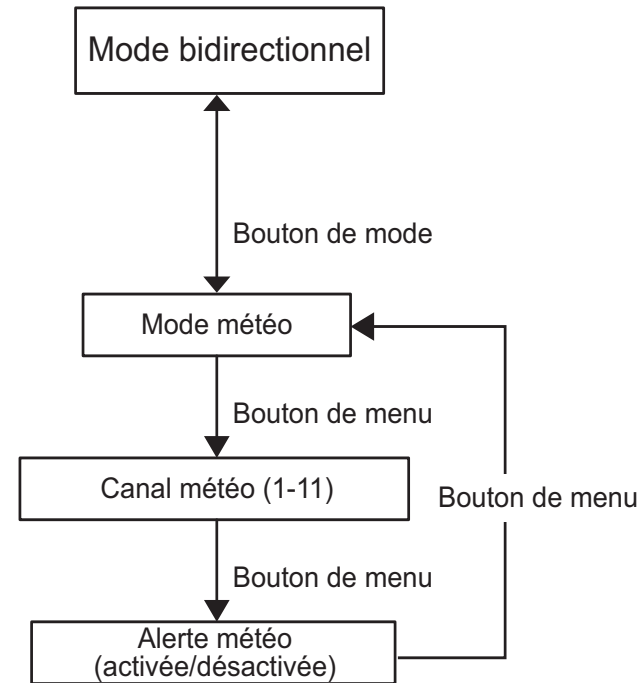 Mode bidirectionnel
Bouton de mode
Mode météo
Bouton de menu
Canal météo (1-11)
Bouton de menu
Bouton de menu
Alerte météo
(activée/désactivée)